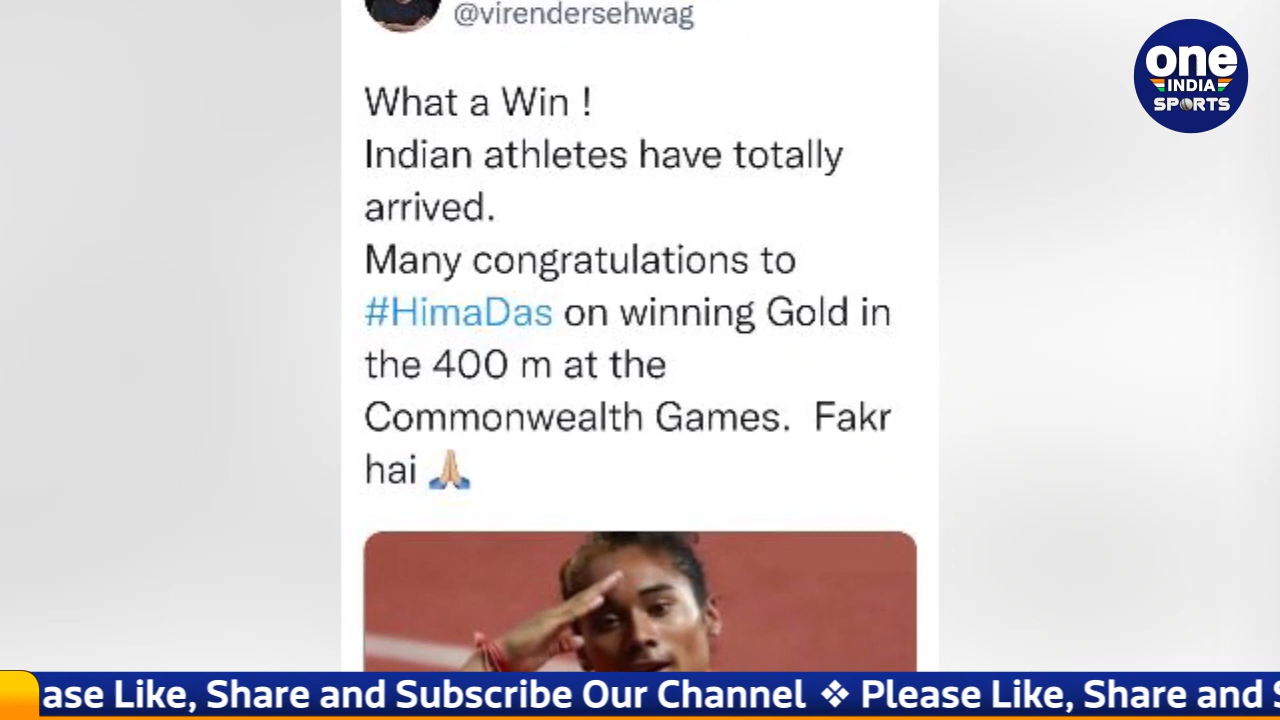 @virendersehwag
one
INDIA
SPORTS
What a Win !
Indian athletes have totally
arrived.
Many congratulations to
#HimaDas on winning Gold in
the 400 m at the
Commonwealth Games. Fakr
hai 🙏🏼
ase Like, Share and Subscribe Our Channel ❖ Please Like, Share and S